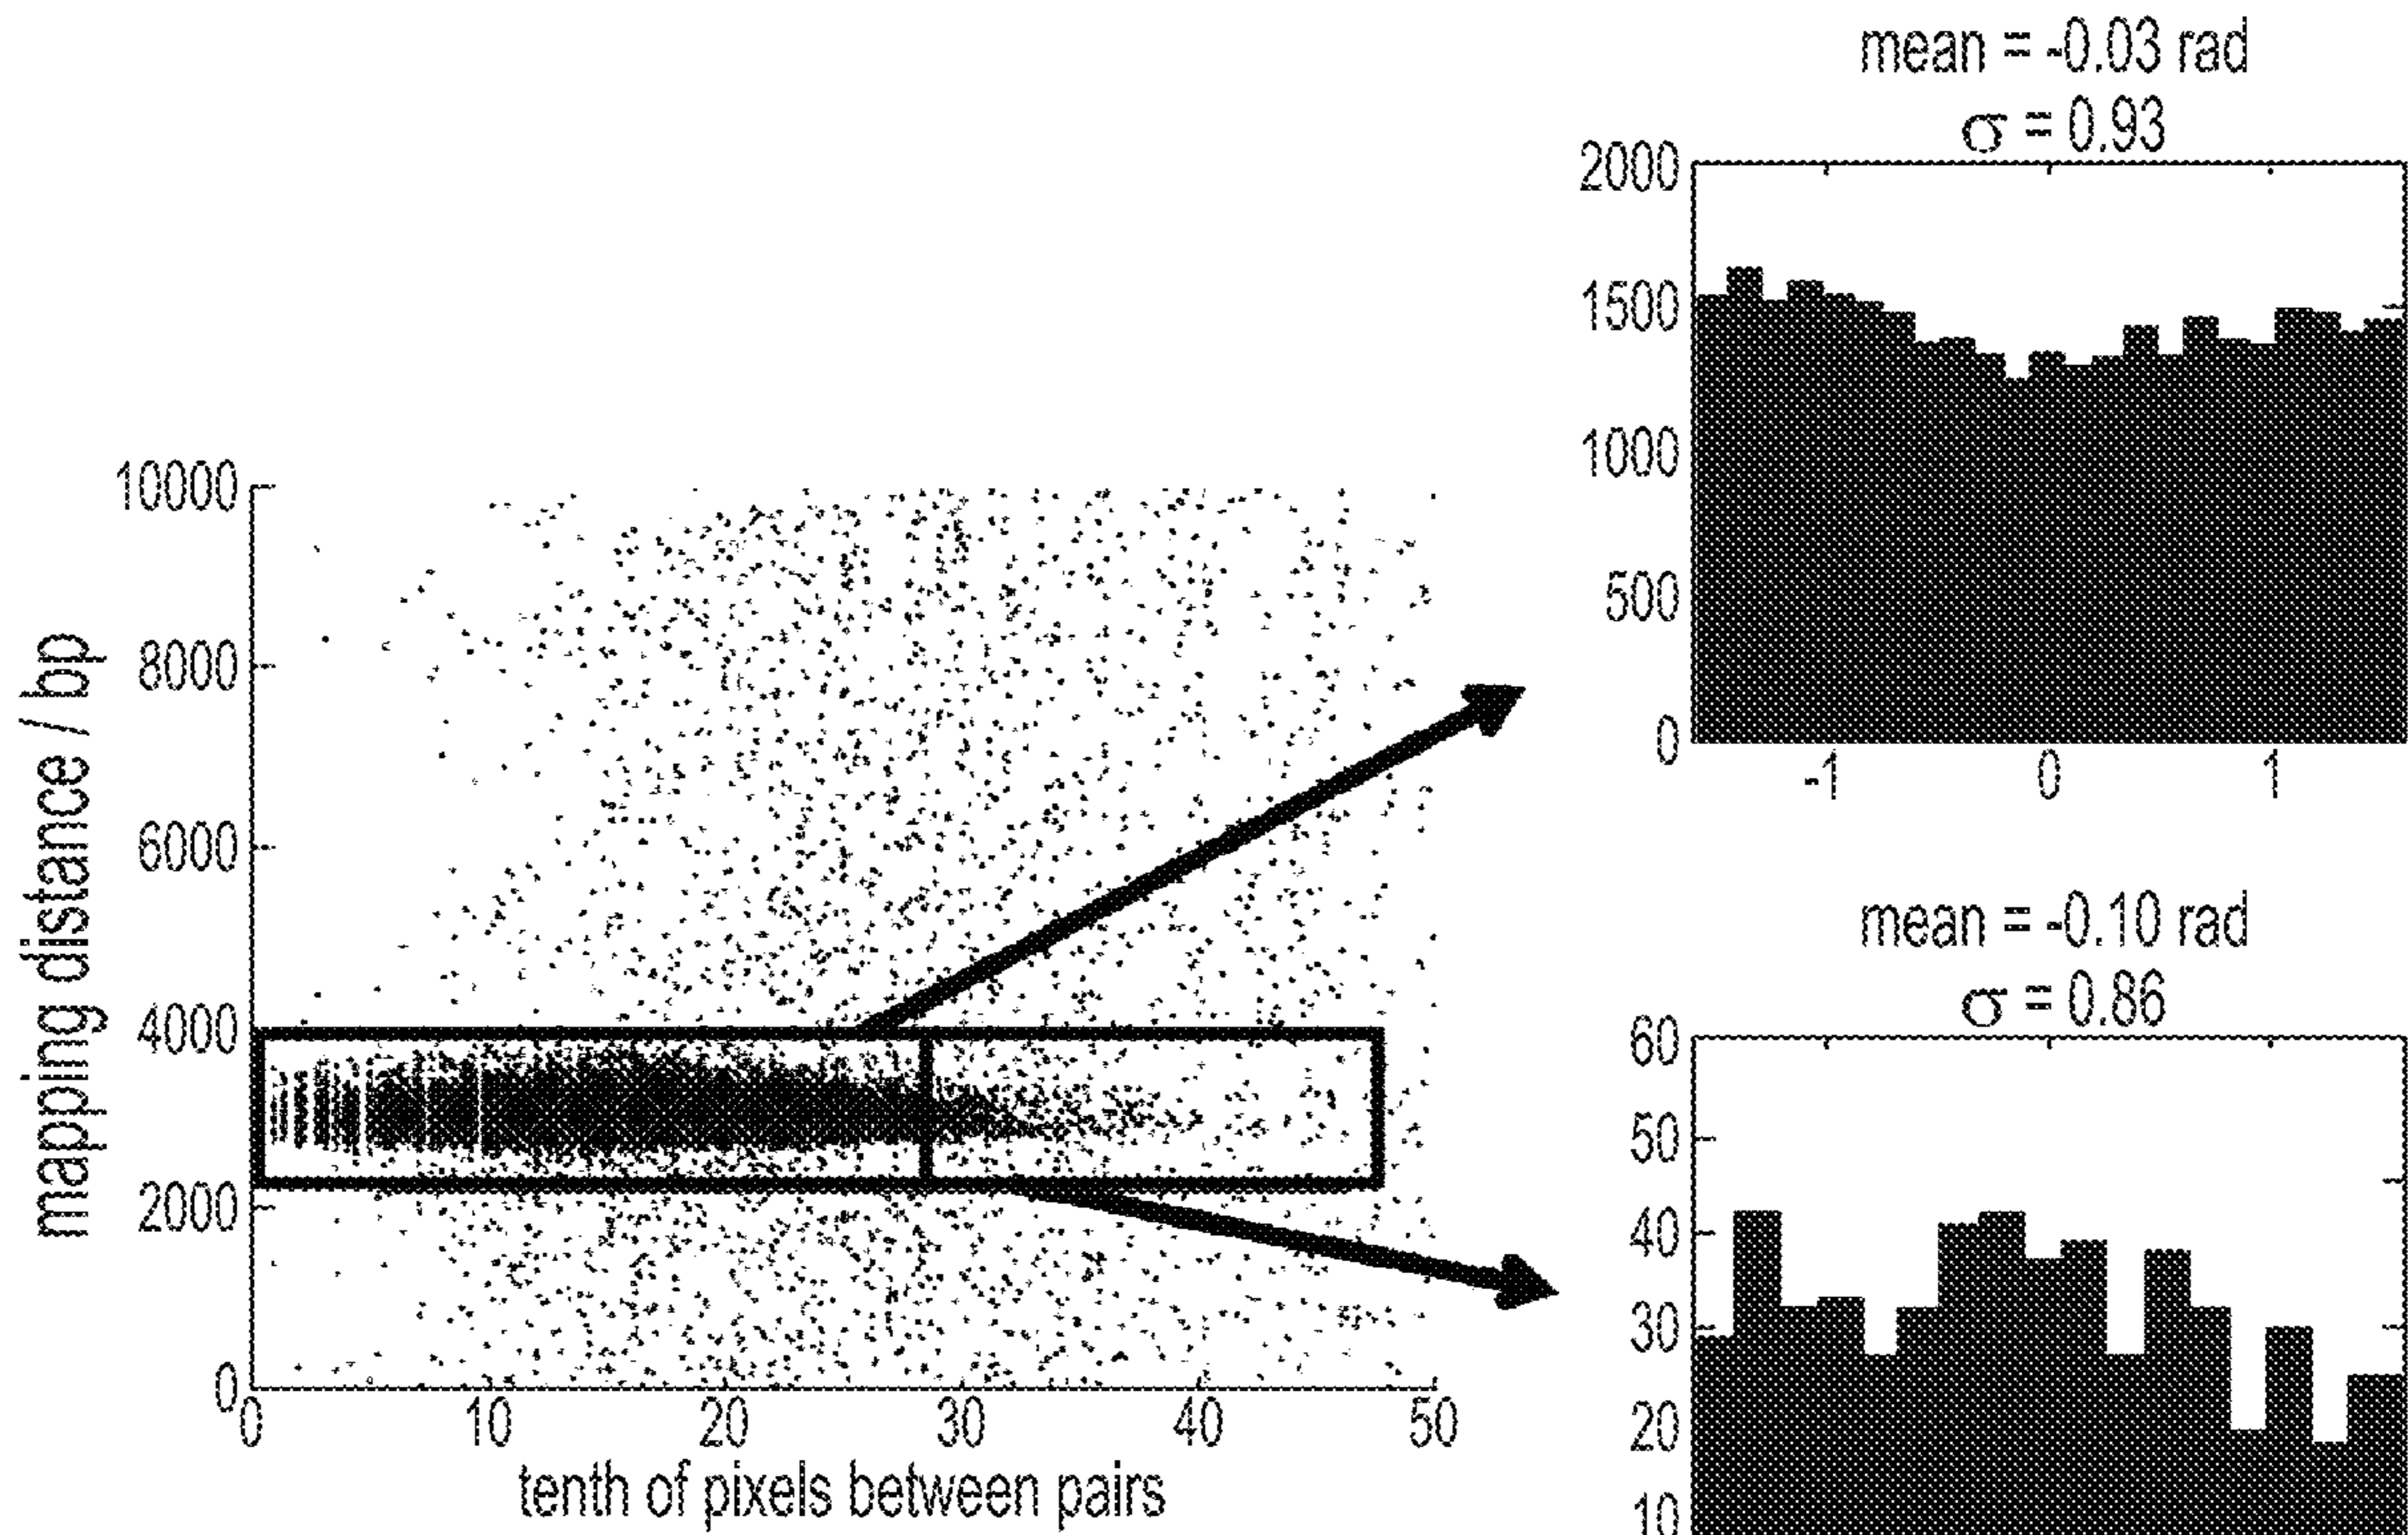 mean = -0.03 rad
σ = 0.93
2000
1500
1000
500
0
-1 0 1
mapping distance / bp
10000
8000
6000
4000
2000
0
0 10 20 30 40 50
tenth of pixels between pairs
mean = -0.10 rad
σ = 0.86
60
50
40
30
20
10